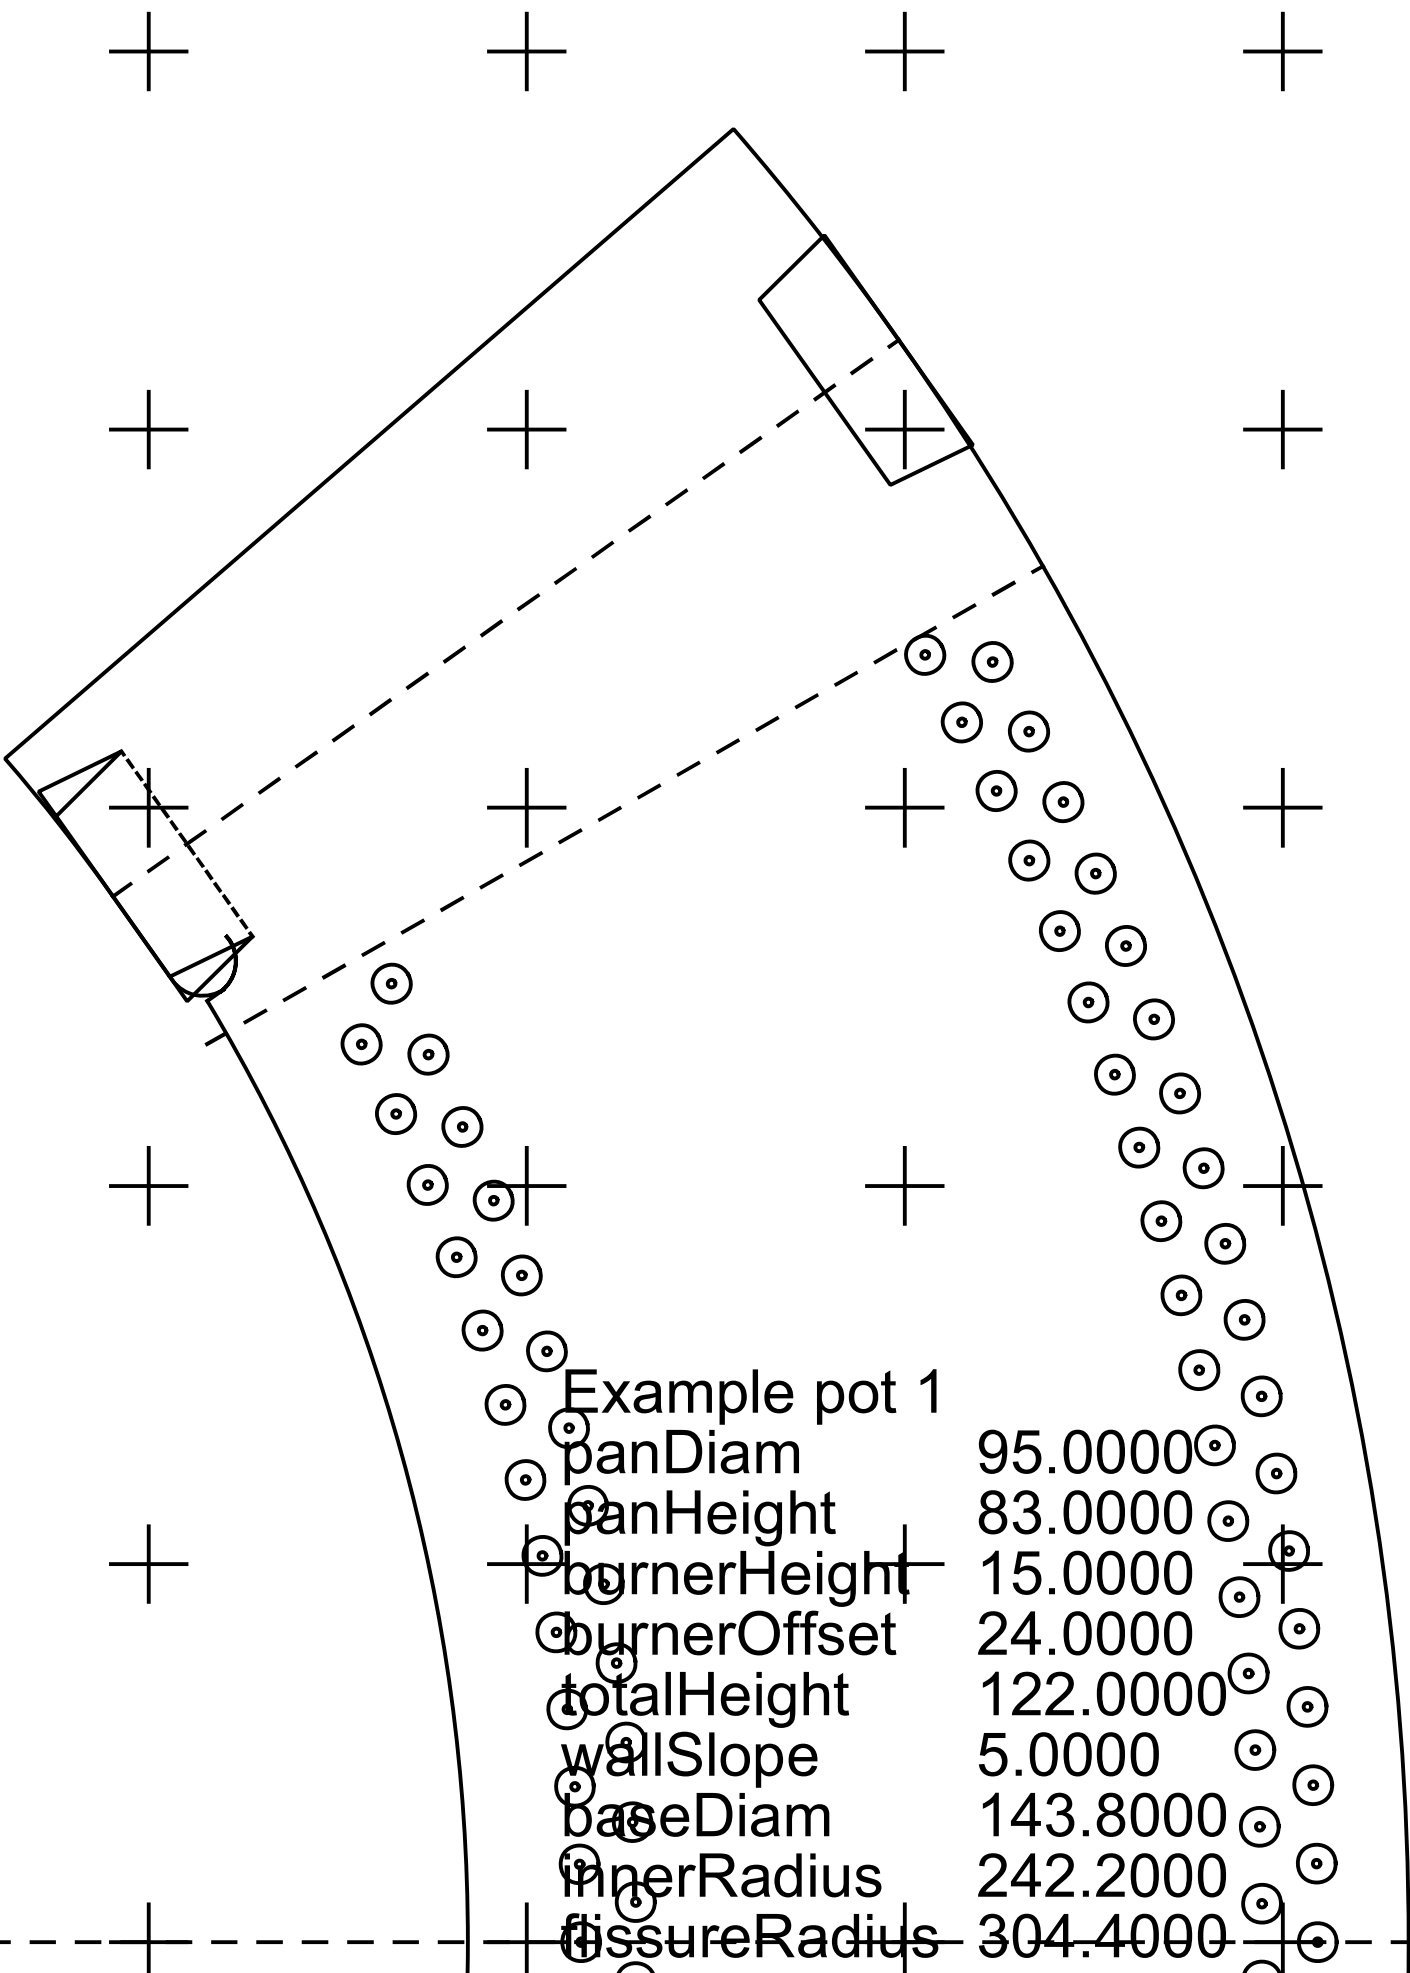 Example pot 1
panDiam 95.0000
panHeight 83.0000
burnerHeight 15.0000
burnerOffset 24.0000
totalHeight 122.0000
wallSlope 5.0000
baseDiam 143.8000
innerRadius 242.2000
flissureRadius 304.4000